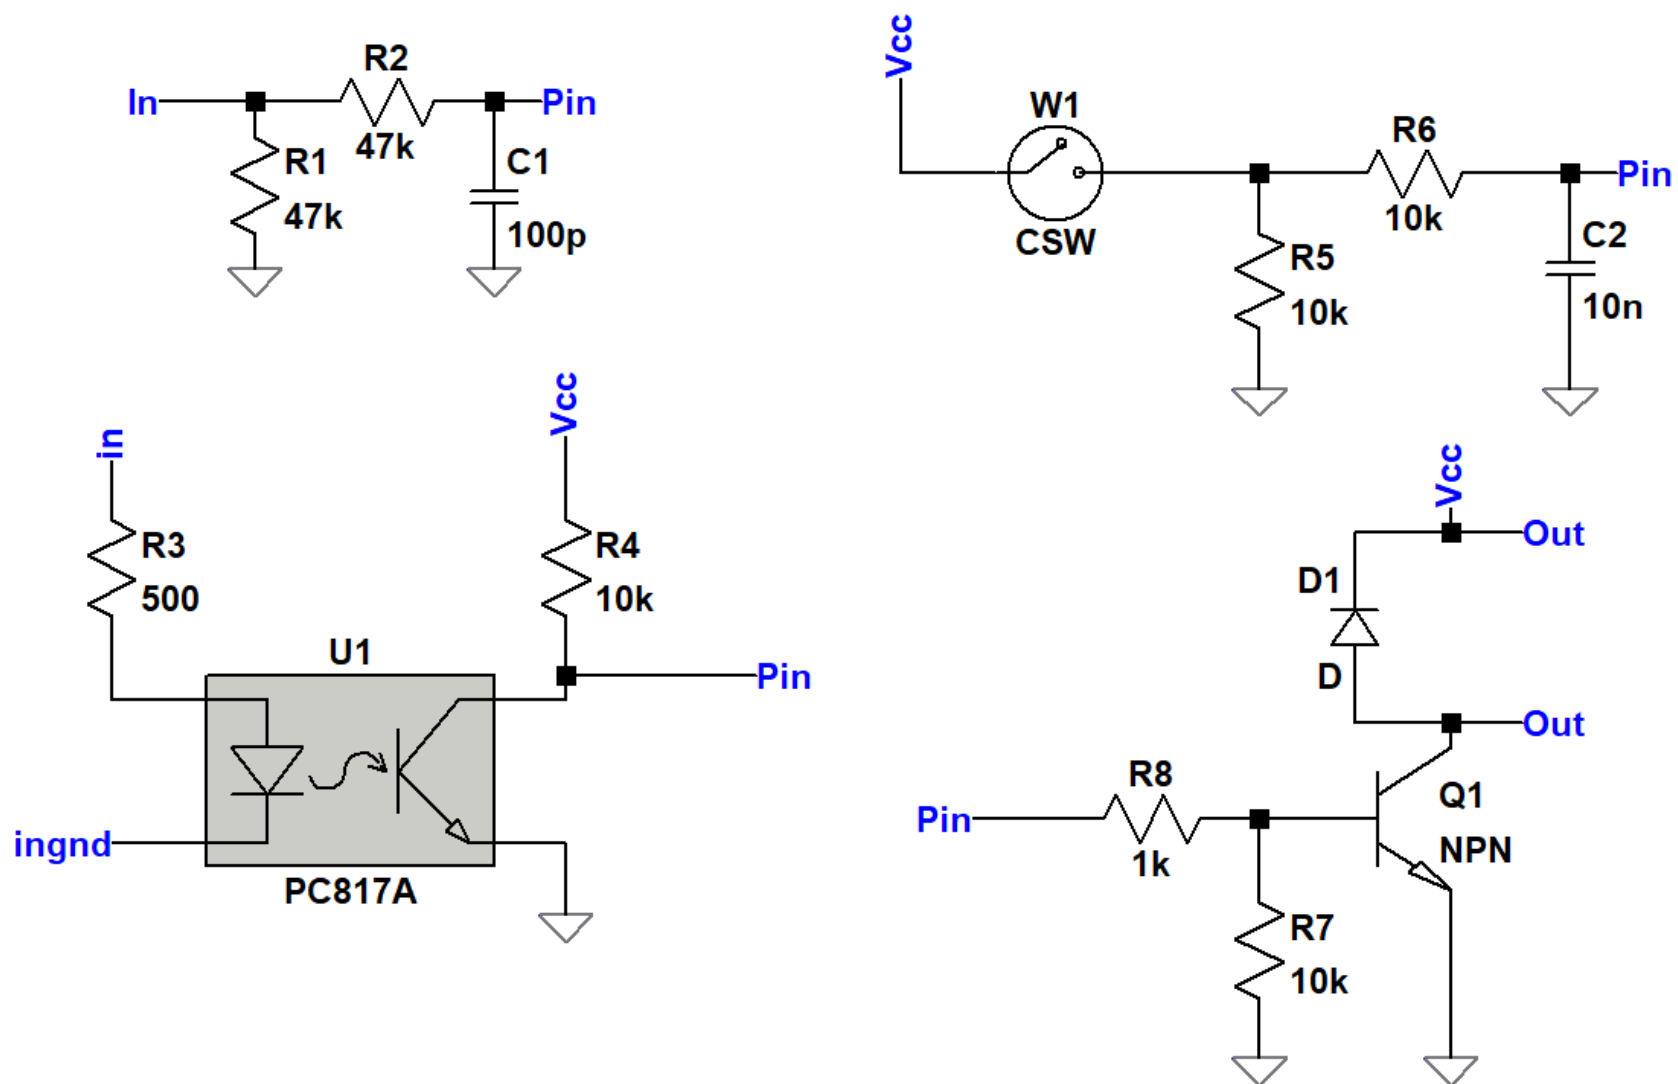 R2
In
Pin
47k
R1
47k
C1
100p
Vcc
W1
CSW
R6
10k
Pin
R5
10k
C2
10n
in
R3
500
Vcc
R4
10k
U1
Pin
ingnd
PC817A
Vcc
Out
D1
D
Out
R8
Pin
1k
Q1
NPN
R7
10k